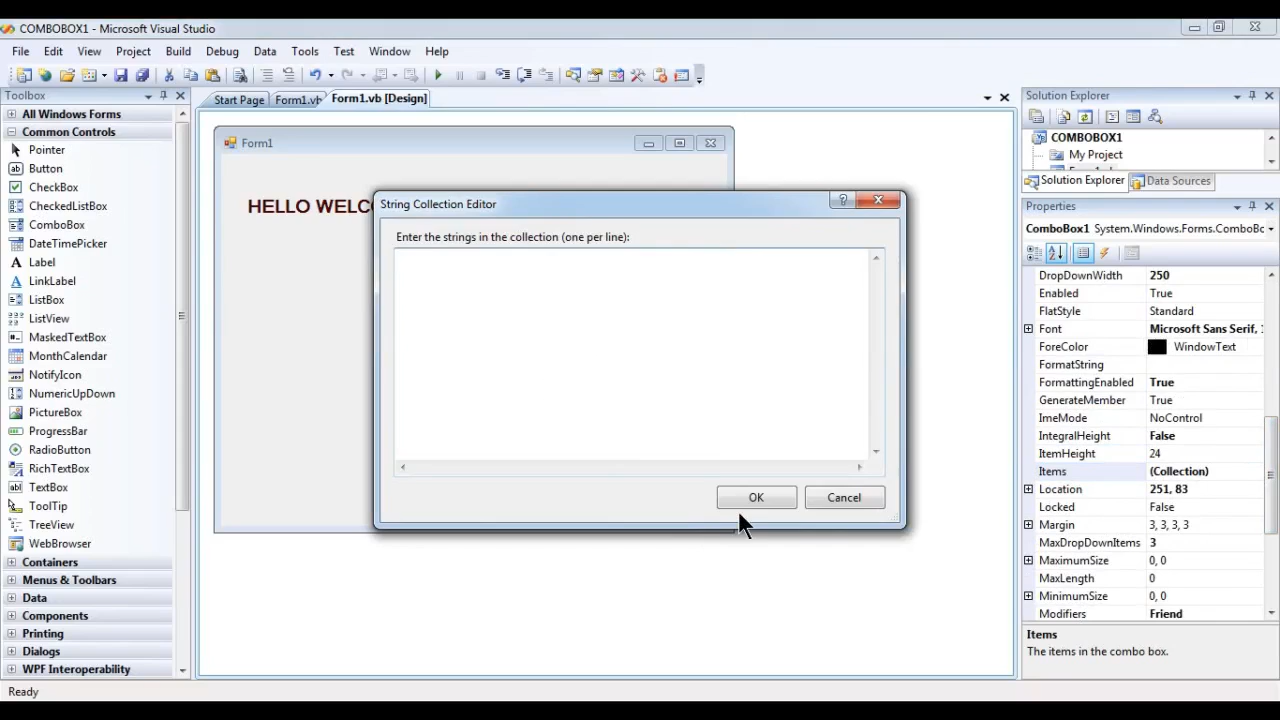 COMBOBOX1 - Microsoft Visual Studio
File Edit View Project Build Debug Data Tools Test Window Help
Toolbox
All Windows Forms
Common Controls
Pointer
Button
CheckBox
CheckedListBox
ComboBox
DateTimePicker
Label
LinkLabel
ListBox
ListView
MaskedTextBox
MonthCalendar
NotifyIcon
NumericUpDown
PictureBox
ProgressBar
RadioButton
RichTextBox
TextBox
ToolTip
TreeView
WebBrowser
Containers
Menus & Toolbars
Data
Components
Printing
Dialogs
WPF Interoperability
Start Page Form1.vb Form1.vb [Design]
Form1
HELLO WELC
String Collection Editor
Enter the strings in the collection (one per line):
OK Cancel
Solution Explorer
COMBOBOX1
My Project
Solution Explorer Data Sources
Properties
ComboBox1 System.Windows.Forms.ComboBo
DropDownWidth 250
Enabled True
FlatStyle Standard
Font Microsoft Sans Serif, 1
ForeColor WindowText
FormatString
FormattingEnabled True
GenerateMember True
ImeMode NoControl
IntegralHeight False
ItemHeight 24
Items (Collection)
Location 251, 83
Locked False
Margin 3, 3, 3, 3
MaxDropDownItems 3
MaximumSize 0, 0
MaxLength 0
MinimumSize 0, 0
Modifiers Friend
Items
The items in the combo box.
Ready